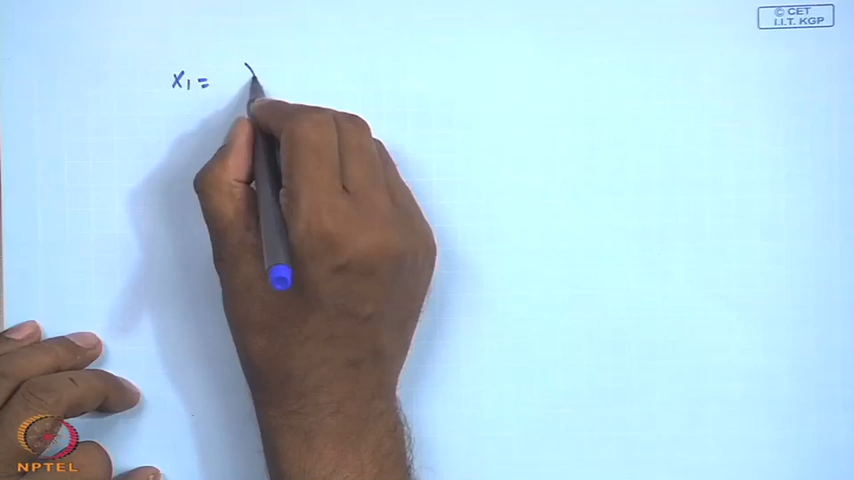 © CET
I.I.T. KGP
x1 =
NPTEL